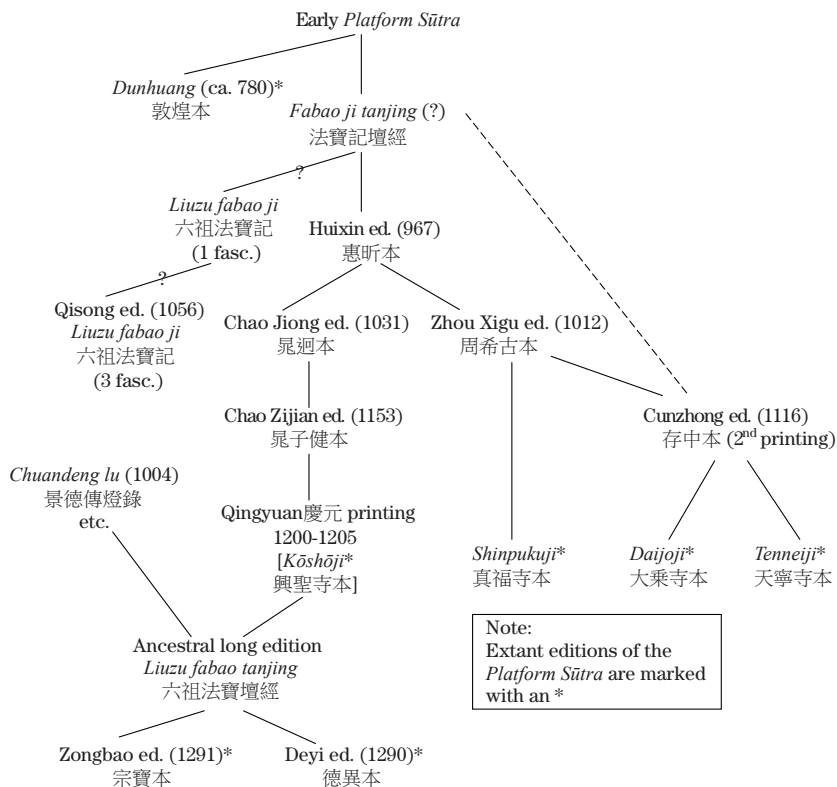 Early Platform Sūtra
Dunhuang (ca. 780)*
敦煌本
Fabao ji tanjing (?)
法寶記壇經
?
Liuzu fabao ji
六祖法寶記
(1 fasc.)
Huixin ed. (967)
惠昕本
?
Qisong ed. (1056)
Liuzu fabao ji
六祖法寶記
(3 fasc.)
Chao Jiong ed. (1031)
晁迥本
Zhou Xigu ed. (1012)
周希古本
Chao Zijian ed. (1153)
晁子健本
Cunzhong ed. (1116)
存中本 (2nd printing)
Chuandeng lu (1004)
景德傳燈錄
etc.
Qingyuan慶元 printing
1200-1205
[Kōshōji*
興聖寺本]
Shinpukuji*
真福寺本
Daijoji*
大乘寺本
Tenneiji*
天寧寺本
Ancestral long edition
Liuzu fabao tanjing
六祖法寶壇經
Note:
Extant editions of the
Platform Sūtra are marked
with an *
Zongbao ed. (1291)*
宗寶本
Deyi ed. (1290)*
德異本